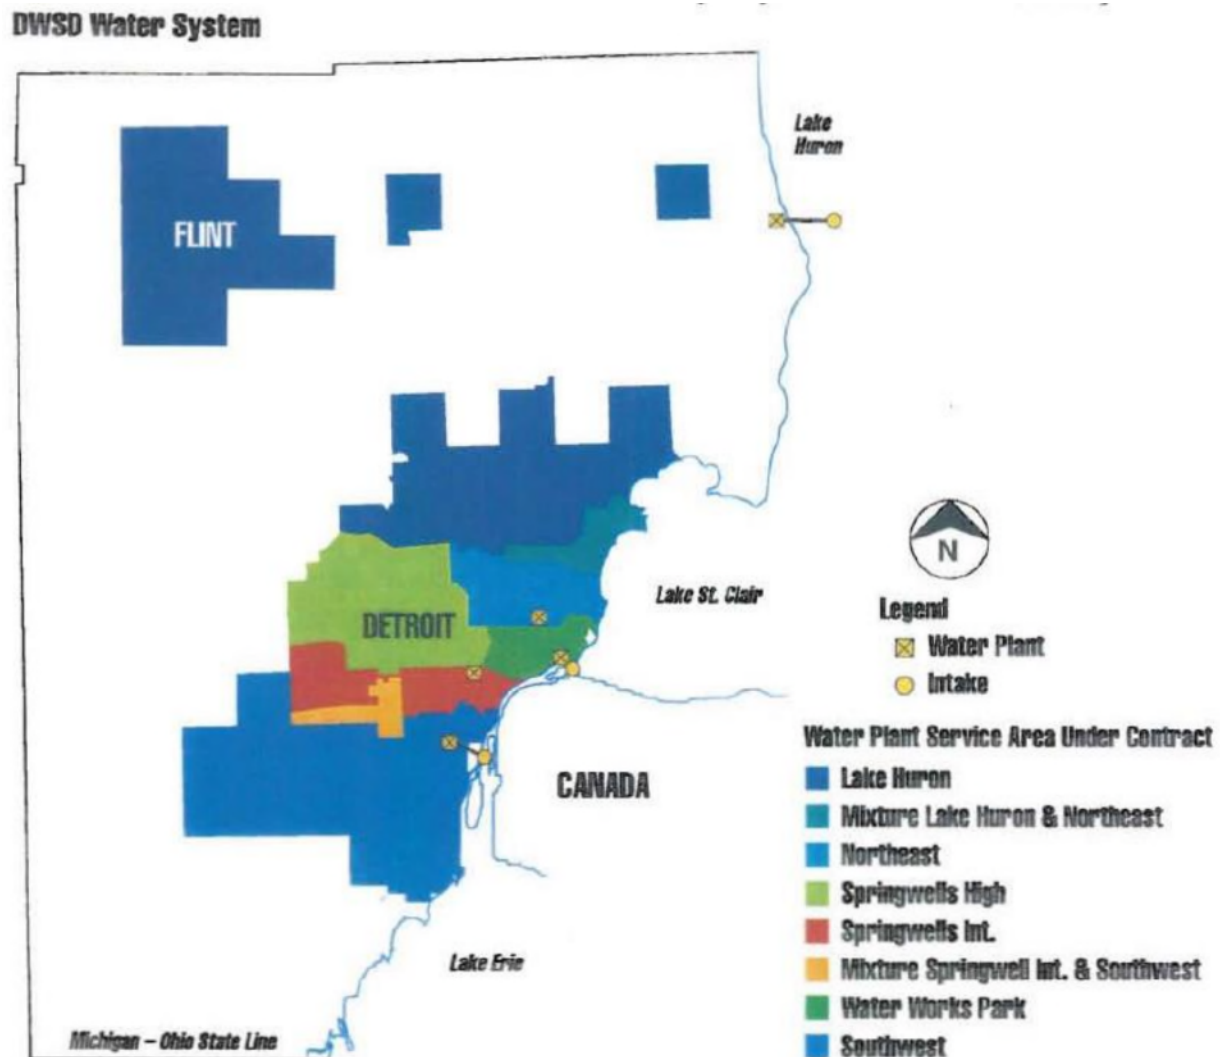 DWSD Water System
Lake
Huron
FLINT
N
Lake St. Clair
Legend
DETROIT
Water Plant
Intake
Water Plant Service Area Under Contract
CANADA
Lake Huron
Mixture Lake Huron & Northeast
Northeast
Springwells High
Springwells Int.
Lake Erie
Mixture Springwell Int. & Southwest
Water Works Park
Michigan – Ohio State Line
Southwest